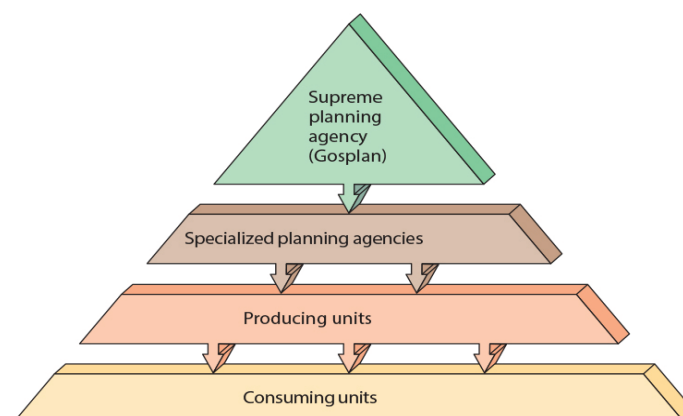 Supreme
planning
agency
(Gosplan)
Specialized planning agencies
Producing units
Consuming units